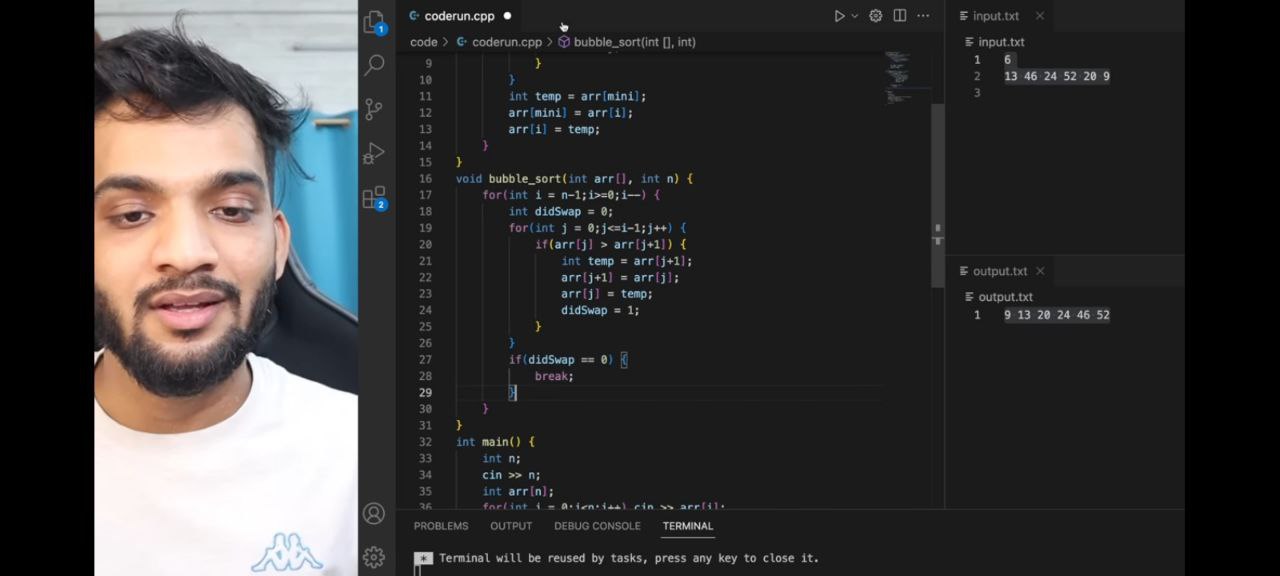 coderun.cpp
code > coderun.cpp > bubble_sort(int [], int)
9 }
10 }
11 int temp = arr[mini];
12 arr[mini] = arr[i];
13 arr[i] = temp;
14 }
15 }
16 void bubble_sort(int arr[], int n) {
17 for(int i = n-1;i>=0;i--) {
18 int didSwap = 0;
19 for(int j = 0;j<=i-1;j++) {
20 if(arr[j] > arr[j+1]) {
21 int temp = arr[j+1];
22 arr[j+1] = arr[j];
23 arr[j] = temp;
24 didSwap = 1;
25 }
26 }
27 if(didSwap == 0) {
28 break;
29 }
30 }
31 }
32 int main() {
33 int n;
34 cin >> n;
35 int arr[n];
36 for(int i = 0;i<n;i++) cin >> arr[i];
PROBLEMS OUTPUT DEBUG CONSOLE TERMINAL
* Terminal will be reused by tasks, press any key to close it.
input.txt
input.txt
1 6
2 13 46 24 52 20 9
3
output.txt
output.txt
1 9 13 20 24 46 52
1
2